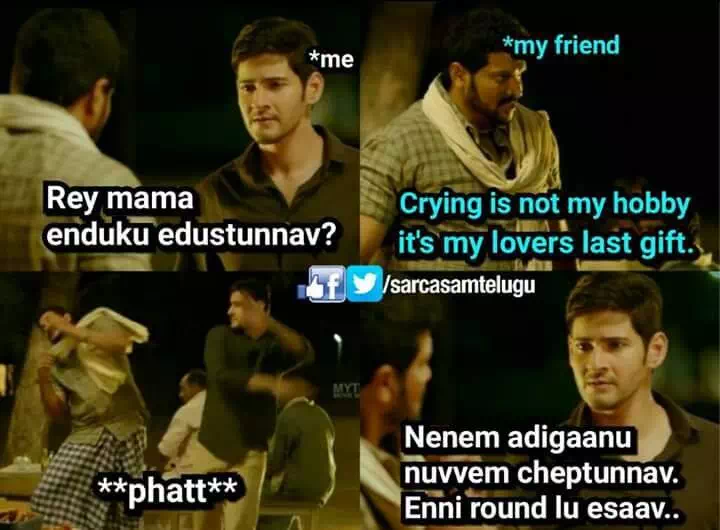 *me
Rey mama
enduku edustunnav?
*my friend
Crying is not my hobby
it's my lovers last gift.
f /sarcasamtelugu
**phatt**
Nenem adigaanu
nuvvem cheptunnav.
Enni round lu esaav..